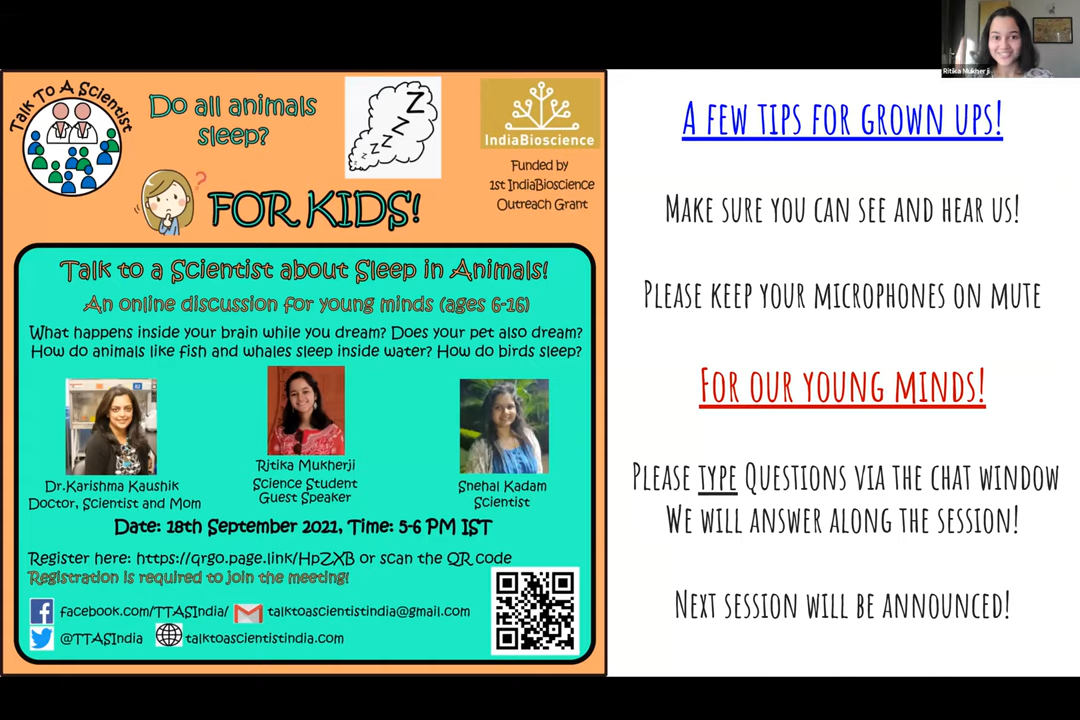 Talk To A Scientist
Do all animals
sleep?
Z Z Z Z Z Z
IndiaBioscience
Funded by
1st IndiaBioscience
Outreach Grant
?
FOR KIDS!
Talk to a Scientist about Sleep in Animals!
An online discussion for young minds (ages 6-16)
What happens inside your brain while you dream? Does your pet also dream?
How do animals like fish and whales sleep inside water? How do birds sleep?
Dr.Karishma Kaushik
Doctor, Scientist and Mom
Ritika Mukherji
Science Student
Guest Speaker
Snehal Kadam
Scientist
Date: 18th September 2021, Time: 5-6 PM IST
Register here: https://qrgo.page.link/HpZXB or scan the QR code
Registration is required to join the meeting!
facebook.com/TTASIndia/
talktoascientistindia@gmail.com
@TTASIndia
talktoascientistindia.com
Ritika Mukherji
A FEW TIPS FOR GROWN UPS!
MAKE SURE YOU CAN SEE AND HEAR US!
PLEASE KEEP YOUR MICROPHONES ON MUTE
FOR OUR YOUNG MINDS!
PLEASE TYPE QUESTIONS VIA THE CHAT WINDOW
WE WILL ANSWER ALONG THE SESSION!
NEXT SESSION WILL BE ANNOUNCED!